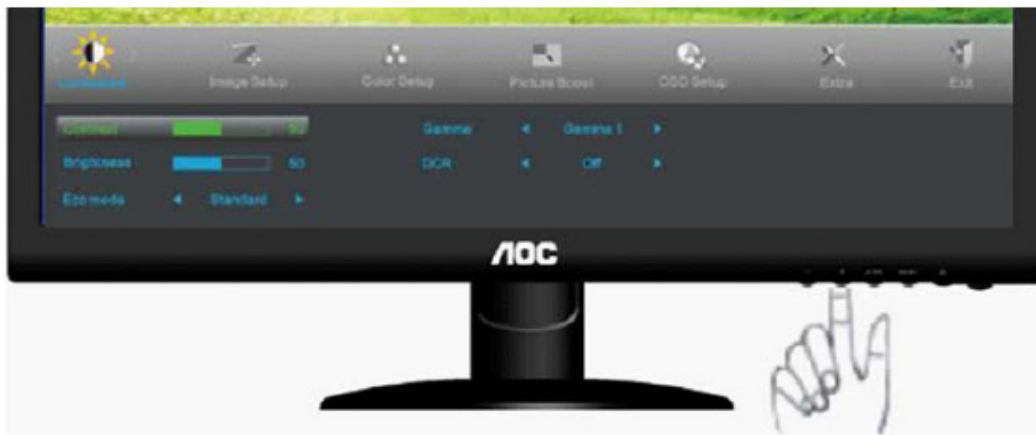 Luminance Image Setup Color Setup Picture Boost OSD Setup Extra Exit
Contrast 50 Gamma Gamma 1
Brightness 50 DCR Off
Eco mode Standard
AOC